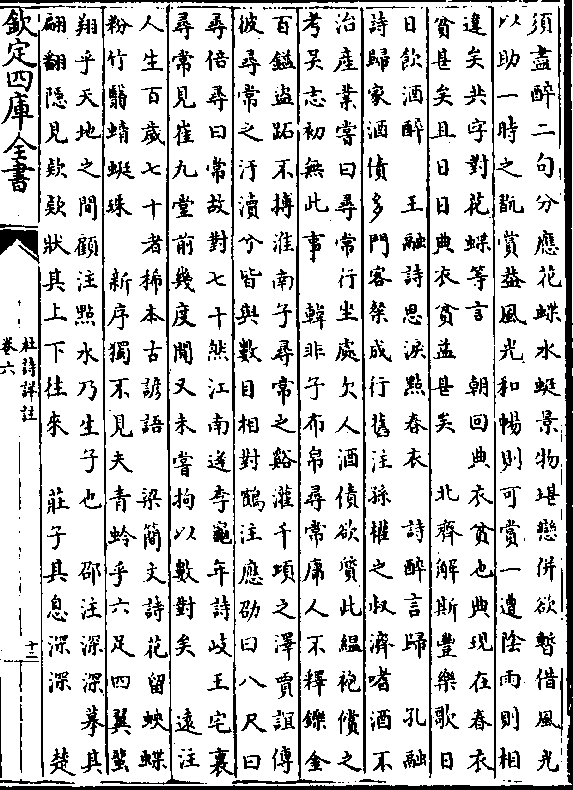 須盡醉二句分應花蝶水蜓景物堪戀併欲暫借風光
以助一時之翫賞葢風光和暢則可賞一遭陰雨則相
違矣共字對花蝶等言　朝回典衣貧也典現在春衣
貧甚矣且日日典衣貧益甚矣　北齊解斯豐樂歌日
日飲酒醉　王融詩思淚點春衣　詩醉言歸　孔融
詩歸家酒債多門客粲成行舊注孫權之叔濟嗜酒不
治產業嘗曰尋常行坐處欠人酒債欲質此縕袍償之
考吳志初無此事　韓非子布帛尋常庸人不釋鑠金
百鎰盜跖不搏淮南子尋常之谿灌千頃之澤賈誼傳
彼尋常之汙瀆兮皆與數目相對鶴注應劭曰八尺曰
尋倍尋曰常故對七十然江南逢李龜年詩岐王宅裏
尋常見崔九堂前幾度聞又未嘗拘以數對矣　遠注
人生百歲七十者稀本古諺語　梁簡文詩花留蛺蝶
粉竹翳蜻蜓珠　新序獨不見夫青蛉乎六足四翼蜚
翔乎天地之間顧注點水乃生子也　邵注深深摹其
翩翻隱見欵欵狀其上下徃來　莊子其息深深　楚
欽定四庫全書
杜詩詳註
卷六
十二